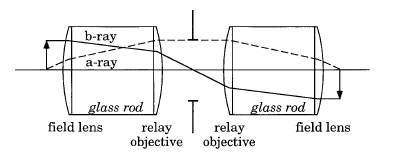 b-ray
a-ray
glass rod
glass rod
field lens
relay
objective
relay
objective
field lens